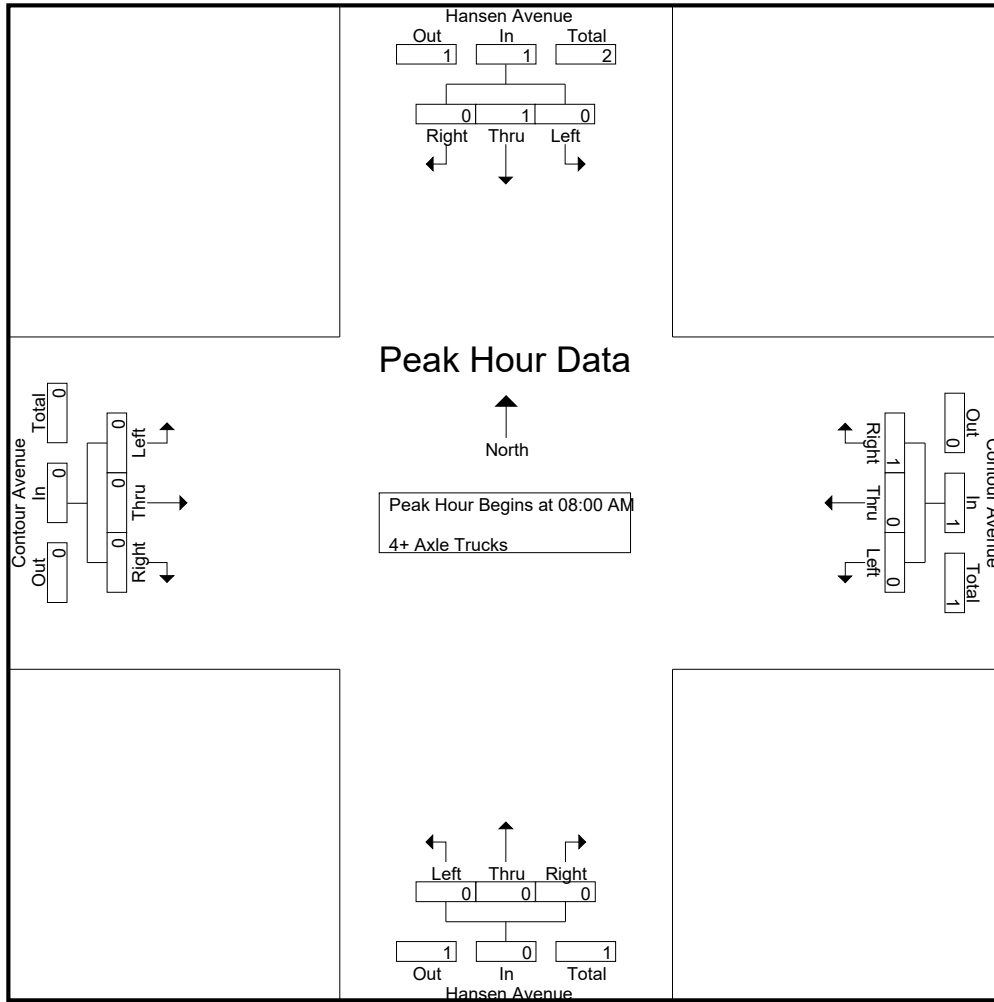 Hansen Avenue
Out In Total
1 1 2
0 1 0
Right Thru Left
Peak Hour Data
North
Peak Hour Begins at 08:00 AM
4+ Axle Trucks
Contour Avenue
Out In Total
0 0 0
0 0 0
Right Thru Left
Contour Avenue
Out In Total
0 1 1
1 0 0
Right Thru Left
Left Thru Right
0 0 0
1 0 1
Out In Total
Hansen Avenue